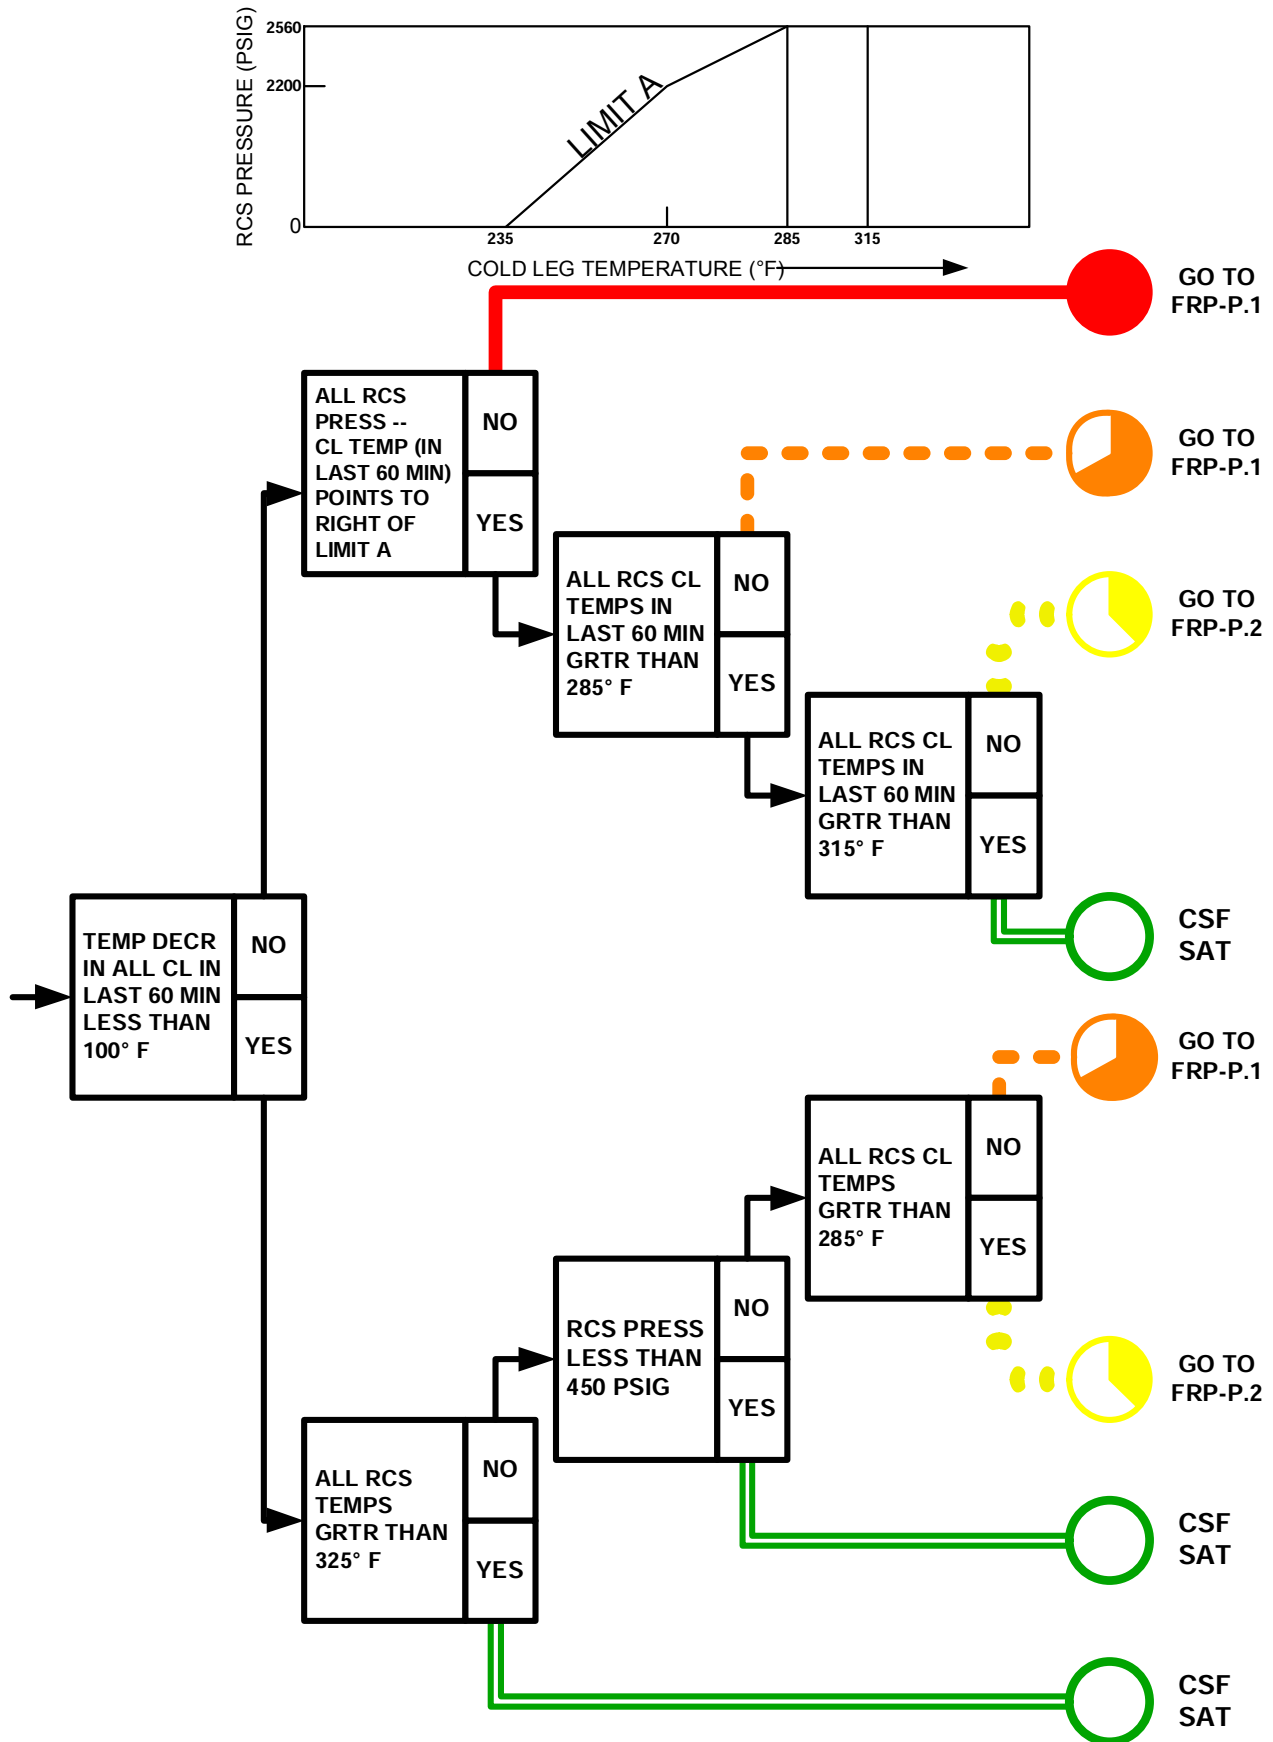 RCS PRESSURE (PSIG)
2560
2200
0
LIMIT A
235
270
285
315
COLD LEG TEMPERATURE (°F)
GO TO
FRP-P.1
ALL RCS
PRESS --
CL TEMP (IN
LAST 60 MIN)
POINTS TO
RIGHT OF
LIMIT A
NO
YES
GO TO
FRP-P.1
ALL RCS CL
TEMPS IN
LAST 60 MIN
GRTR THAN
285° F
NO
YES
GO TO
FRP-P.2
ALL RCS CL
TEMPS IN
LAST 60 MIN
GRTR THAN
315° F
NO
YES
CSF
SAT
TEMP DECR
IN ALL CL IN
LAST 60 MIN
LESS THAN
100° F
NO
YES
GO TO
FRP-P.1
ALL RCS CL
TEMPS
GRTR THAN
285° F
NO
YES
GO TO
FRP-P.2
RCS PRESS
LESS THAN
450 PSIG
NO
YES
CSF
SAT
ALL RCS
TEMPS
GRTR THAN
325° F
NO
YES
CSF
SAT